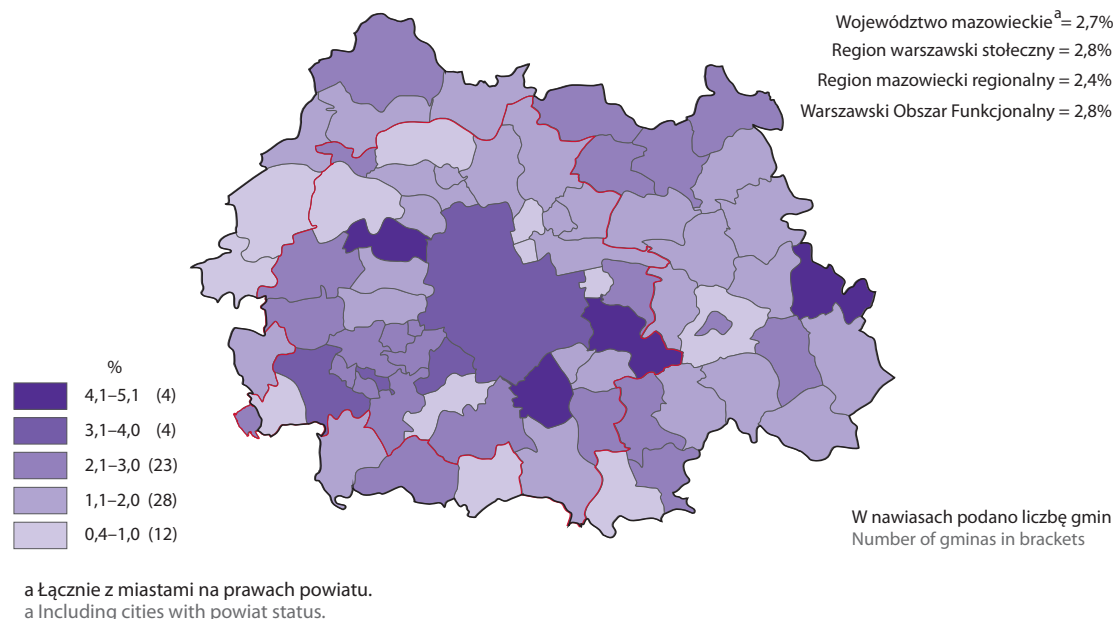 Województwo mazowieckie a = 2,7%
Region warszawski stołeczny = 2,8%
Region mazowiecki regionalny = 2,4%
Warszawski Obszar Funkcjonalny = 2,8%
%
4,1–5,1 (4)
3,1–4,0 (4)
2,1–3,0 (23)
1,1–2,0 (28)
0,4–1,0 (12)
W nawiasach podano liczbę gmin
Number of gminas in brackets
a Łącznie z miastami na prawach powiatu.
a Including cities with powiat status.